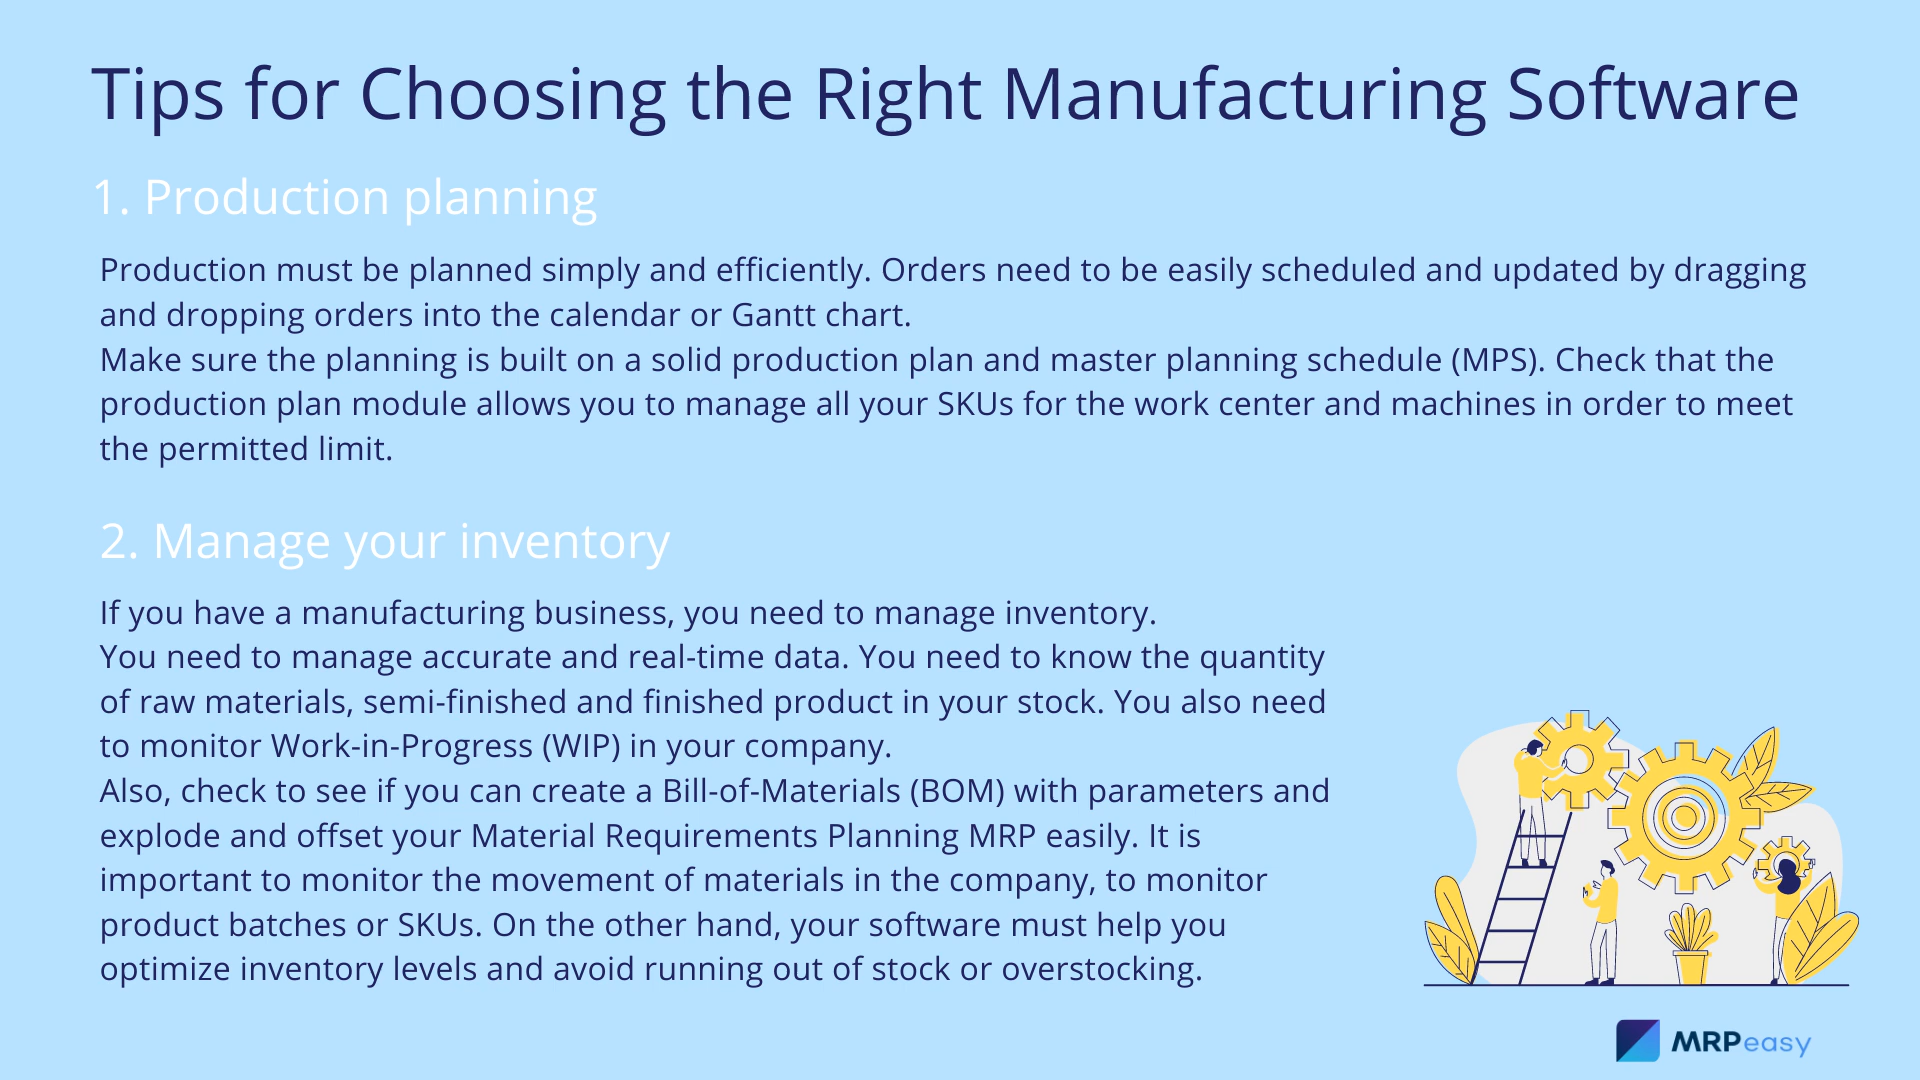 Tips for Choosing the Right Manufacturing Software
1. Production planning
Production must be planned simply and efficiently. Orders need to be easily scheduled and updated by dragging
and dropping orders into the calendar or Gantt chart.
Make sure the planning is built on a solid production plan and master planning schedule (MPS). Check that the
production plan module allows you to manage all your SKUs for the work center and machines in order to meet
the permitted limit.
2. Manage your inventory
If you have a manufacturing business, you need to manage inventory.
You need to manage accurate and real-time data. You need to know the quantity
of raw materials, semi-finished and finished product in your stock. You also need
to monitor Work-in-Progress (WIP) in your company.
Also, check to see if you can create a Bill-of-Materials (BOM) with parameters and
explode and offset your Material Requirements Planning MRP easily. It is
important to monitor the movement of materials in the company, to monitor
product batches or SKUs. On the other hand, your software must help you
optimize inventory levels and avoid running out of stock or overstocking.
MRPeasy